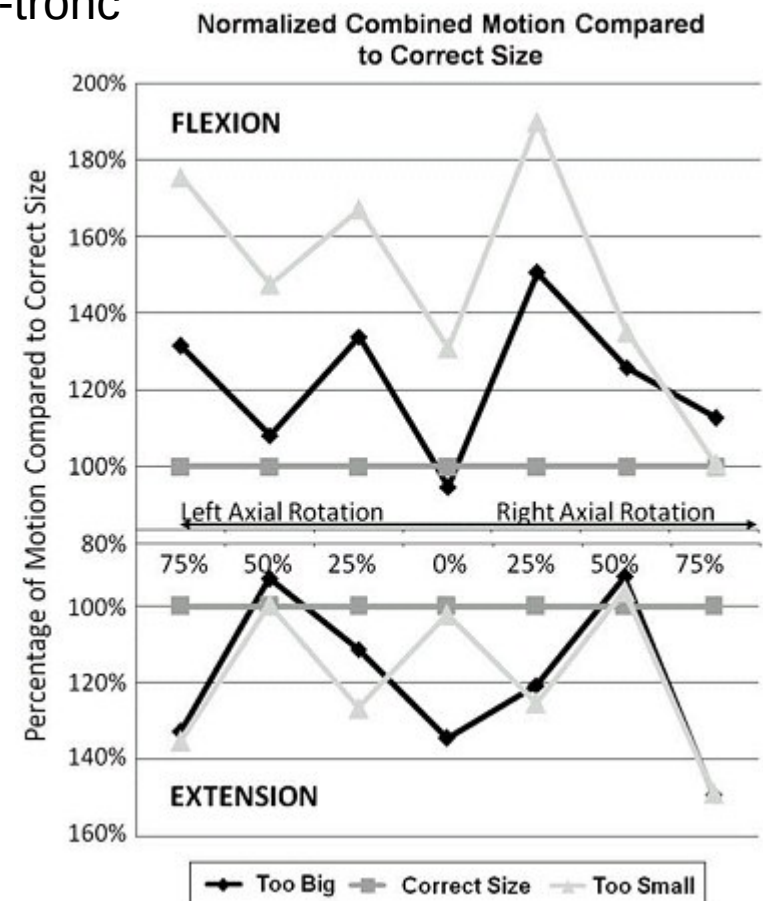 -tronc
Normalized Combined Motion Compared
to Correct Size
Percentage of Motion Compared to Correct Size
200%
FLEXION
180%
160%
140%
120%
100%
Left Axial Rotation Right Axial Rotation
80%
75% 50% 25% 0% 25% 50% 75%
100%
120%
140%
EXTENSION
160%
Too Big Correct Size Too Small